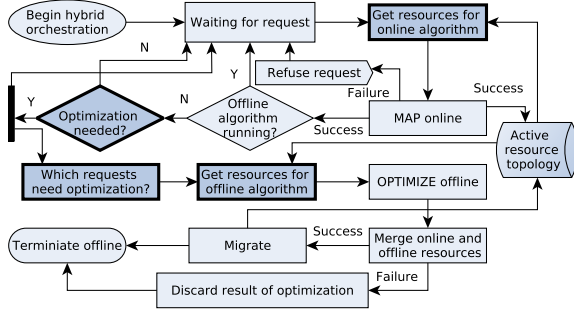 Begin hybrid
orchestration
Waiting for request
Get resources for
online algorithm
N
Y
Refuse request
Failure
Success
Y
Optimization
needed?
N
Offline
algorithm
running?
MAP online
Success
Active
resource
topology
Which requests
need optimization?
Get resources for
offline algorithm
OPTIMIZE offline
Terminiate offline
Migrate
Success
Merge online and
offline resources
Failure
Discard result of optimization